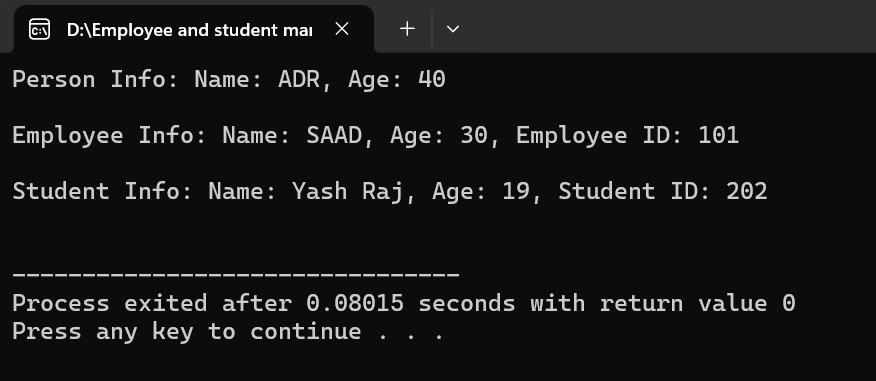 D:\Employee and student mar
Person Info: Name: ADR, Age: 40
Employee Info: Name: SAAD, Age: 30, Employee ID: 101
Student Info: Name: Yash Raj, Age: 19, Student ID: 202
--------------------------------
Process exited after 0.08015 seconds with return value 0
Press any key to continue . . .